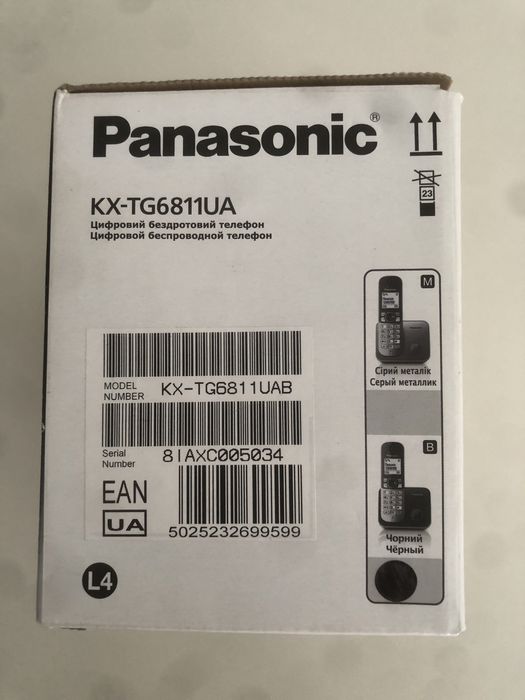 Panasonic®
KX-TG6811UA
Цифровий бездротовий телефон
Цифровой беспроводной телефон
23
M
Сірий металік
Серый металлик
MODEL
NUMBER KX-TG6811UAB
Serial
Number 8IAXC005034
B
EAN
UA
5025232699599
Чорний
Чёрный
L4